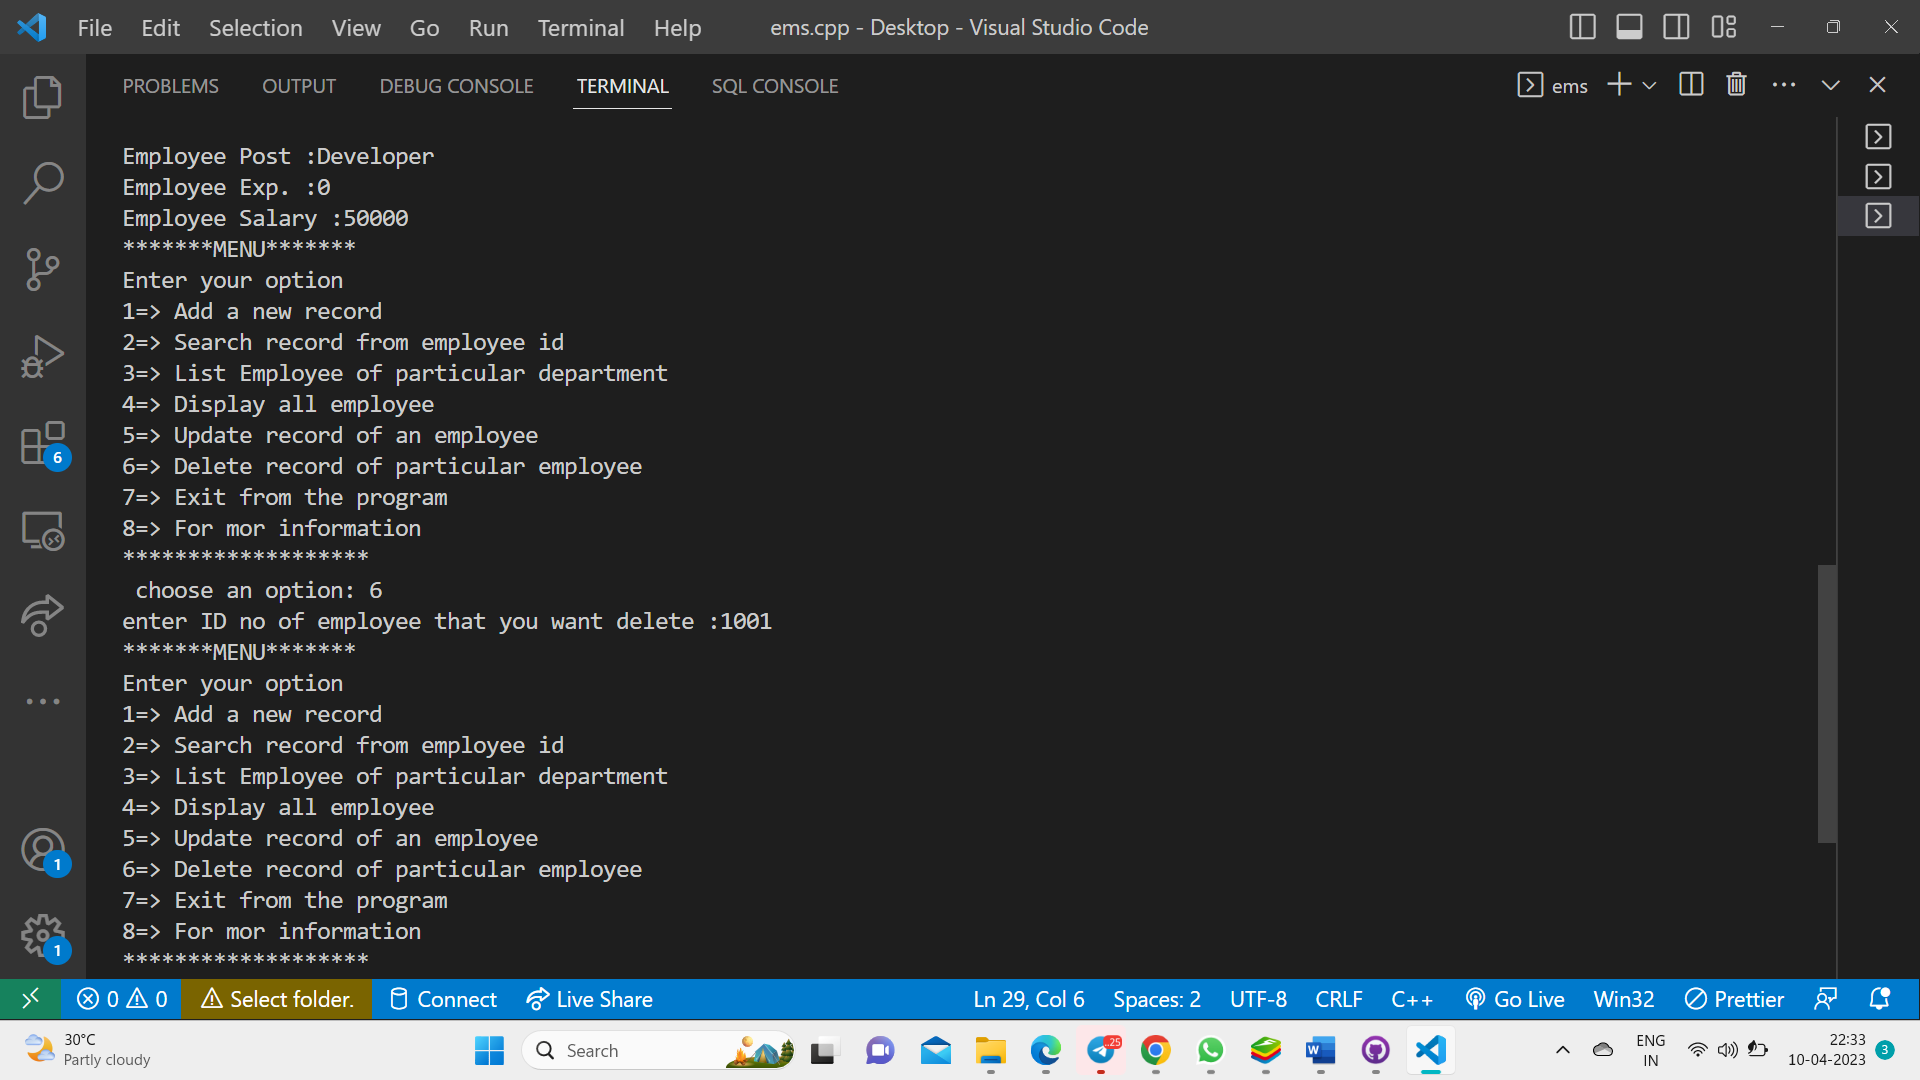 File Edit Selection View Go Run Terminal Help ems.cpp - Desktop - Visual Studio Code
PROBLEMS OUTPUT DEBUG CONSOLE TERMINAL SQL CONSOLE ems
Employee Post :Developer
Employee Exp. :0
Employee Salary :50000
*******MENU*******
Enter your option
1=> Add a new record
2=> Search record from employee id
3=> List Employee of particular department
4=> Display all employee
5=> Update record of an employee
6=> Delete record of particular employee
7=> Exit from the program
8=> For mor information
*******************
choose an option: 6
enter ID no of employee that you want delete :1001
*******MENU*******
Enter your option
1=> Add a new record
2=> Search record from employee id
3=> List Employee of particular department
4=> Display all employee
5=> Update record of an employee
6=> Delete record of particular employee
7=> Exit from the program
8=> For mor information
*******************
6
1
1
0 0 Select folder. Connect Live Share Ln 29, Col 6 Spaces: 2 UTF-8 CRLF C++ Go Live Win32 Prettier
30°C
Partly cloudy
Search
25
W
ENG
IN
22:33
10-04-2023
3